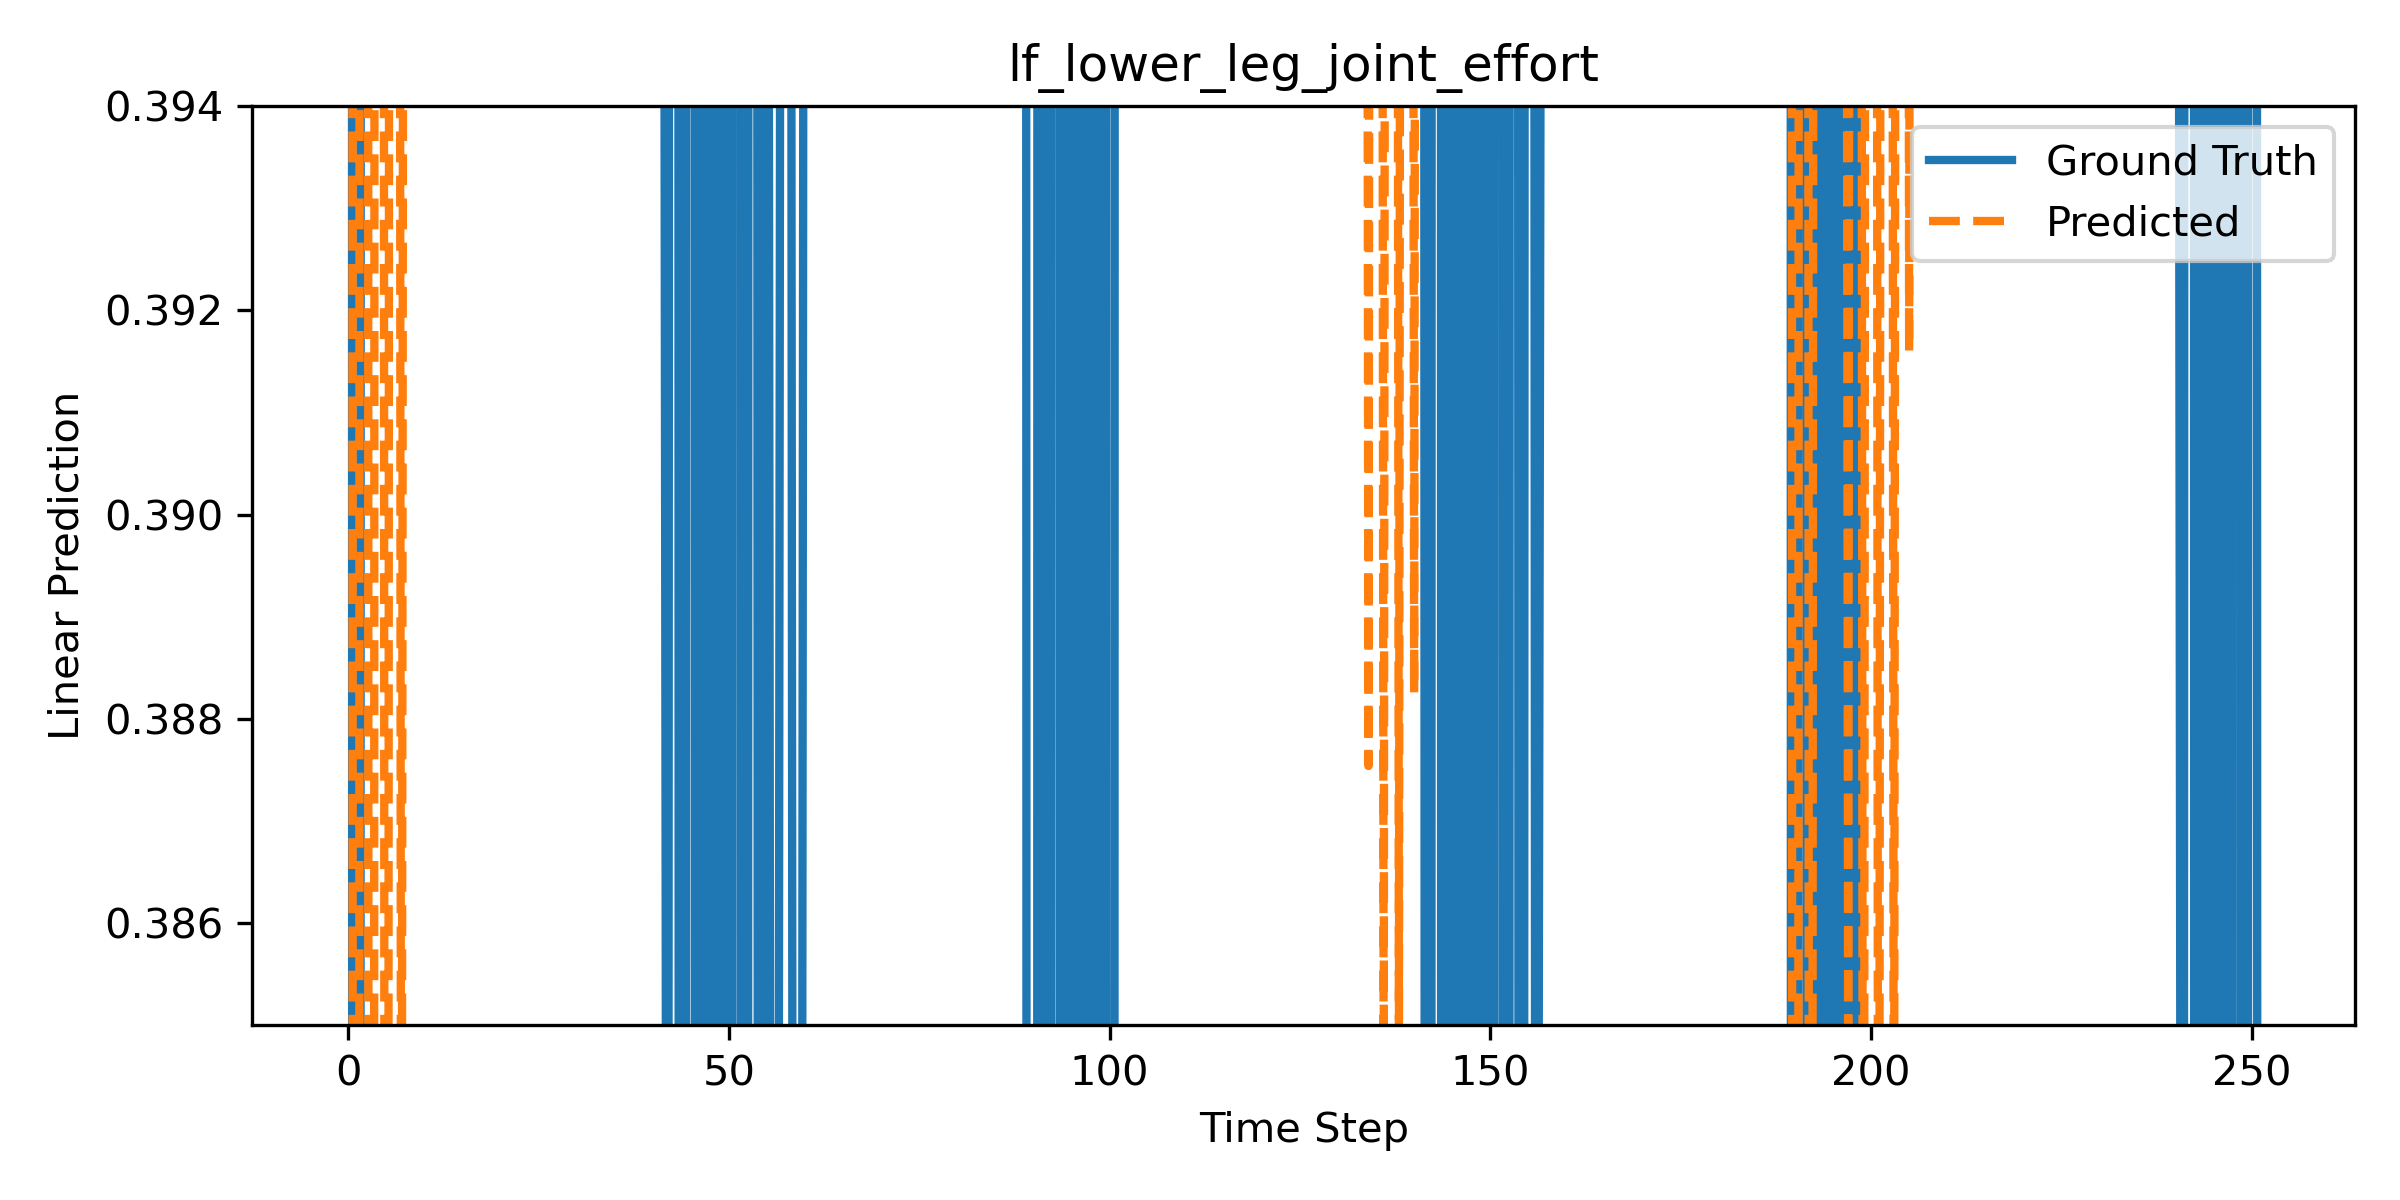 lf_lower_leg_joint_effort
0.394
0.392
0.390
0.388
0.386
Linear Prediction
Ground Truth
Predicted
0 50 100 150 200 250
Time Step